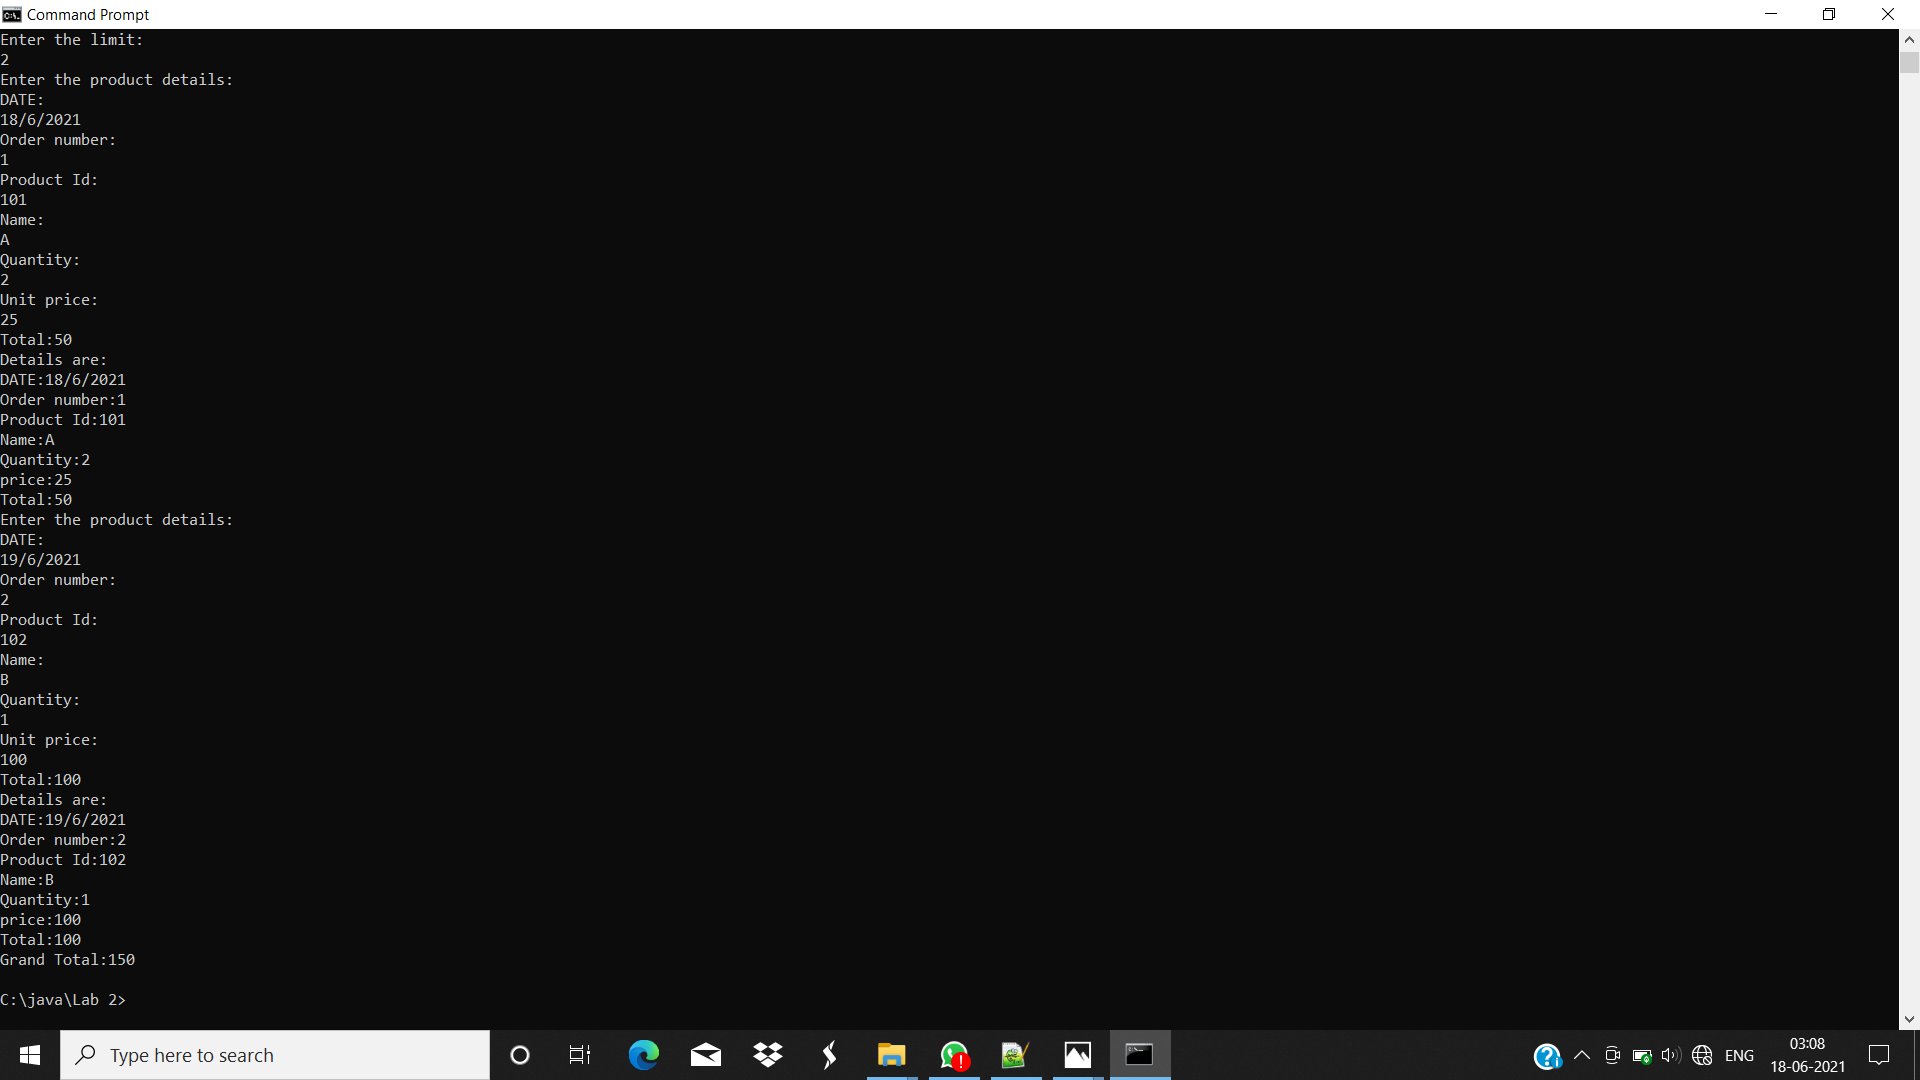 Command Prompt
Enter the limit:
2
Enter the product details:
DATE:
18/6/2021
Order number:
1
Product Id:
101
Name:
A
Quantity:
2
Unit price:
25
Total:50
Details are:
DATE:18/6/2021
Order number:1
Product Id:101
Name:A
Quantity:2
price:25
Total:50
Enter the product details:
DATE:
19/6/2021
Order number:
2
Product Id:
102
Name:
B
Quantity:
1
Unit price:
100
Total:100
Details are:
DATE:19/6/2021
Order number:2
Product Id:102
Name:B
Quantity:1
price:100
Total:100
Grand Total:150
C:\java\Lab 2>
Type here to search
ENG
03:08
18-06-2021